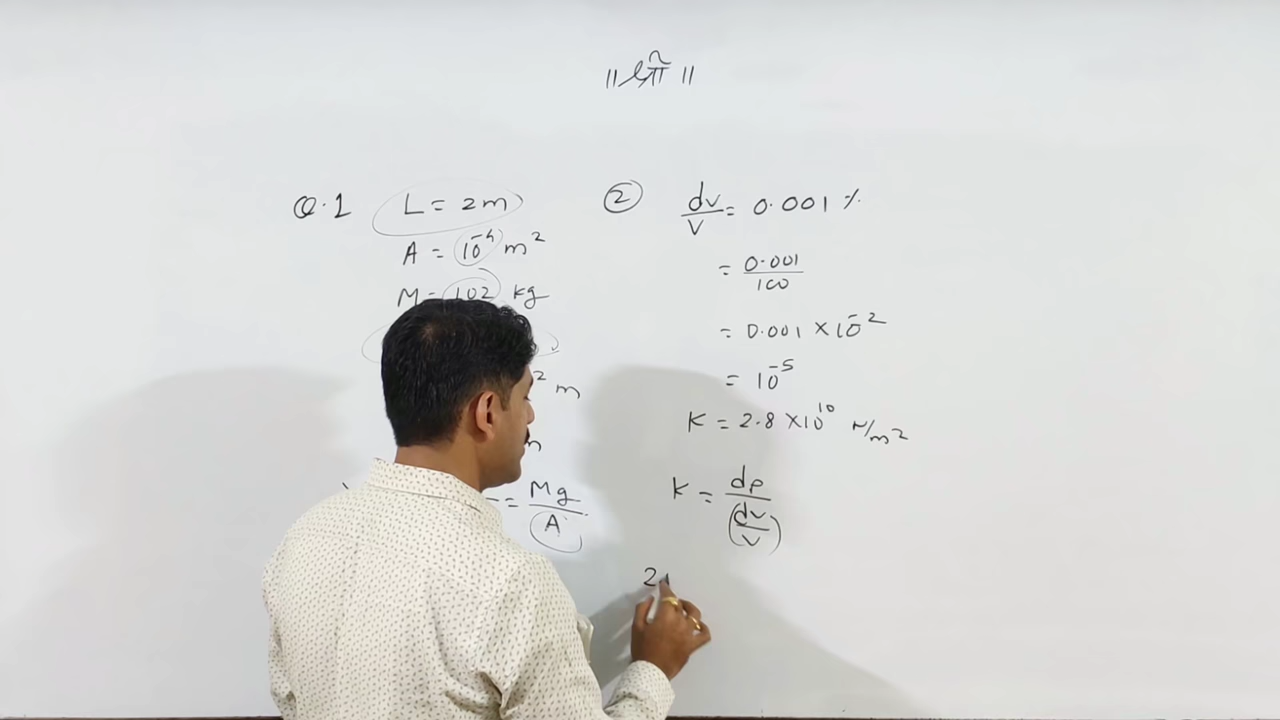 ॥ श्री ॥
Q.1 L = 2m
A = 10⁻⁴ m²
M = 102 kg
² m
m
= Mg/A
② dv/v = 0.001 %
= 0.001/100
= 0.001 × 10⁻²
= 10⁻⁵
K = 2.8 × 10¹⁰ N/m²
K = dp/(dv/v)
2.